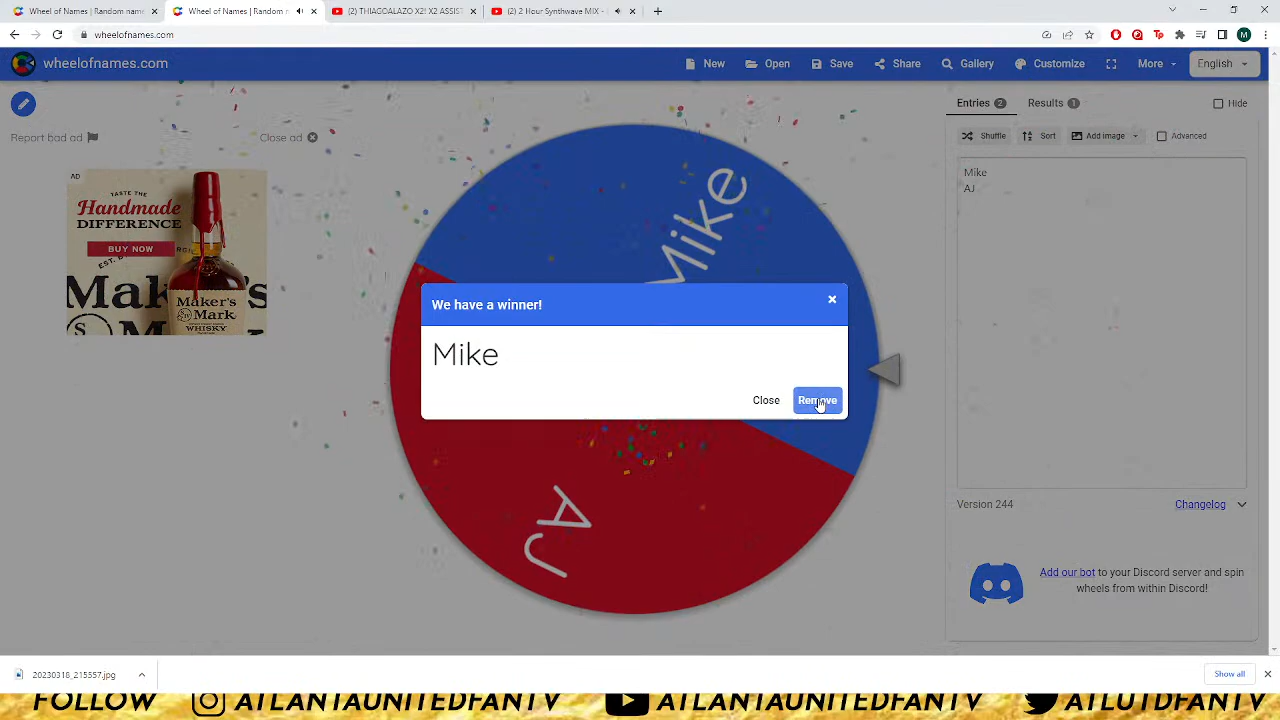 Wheel of Names | Random name
Wheel of Names | Random n
(2) THIAGOALAZO X2! X2 ASSIST
(2) 2 Hour Synthwave MIX -
wheelofnames.com
M
wheelofnames.com
New
Open
Save
Share
Gallery
Customize
More
English
Report bad ad
Close ad
AD
TASTE THE
Handmade
DIFFERENCE
BUY NOW
EST.
Maker's
Mark
WHISKY
Mike
AJ
We have a winner!
×
Mike
Close
Remove
Entries 2
Results 1
Hide
Shuffle
Sort
Add image
Advanced
Mike
AJ
Version 244
Changelog
Add our bot to your Discord server and spin
wheels from within Discord!
20230318_215557.jpg
Show all
FOLLOW
ATLANTAUNITEDFANTV
ATLUTDFANTV